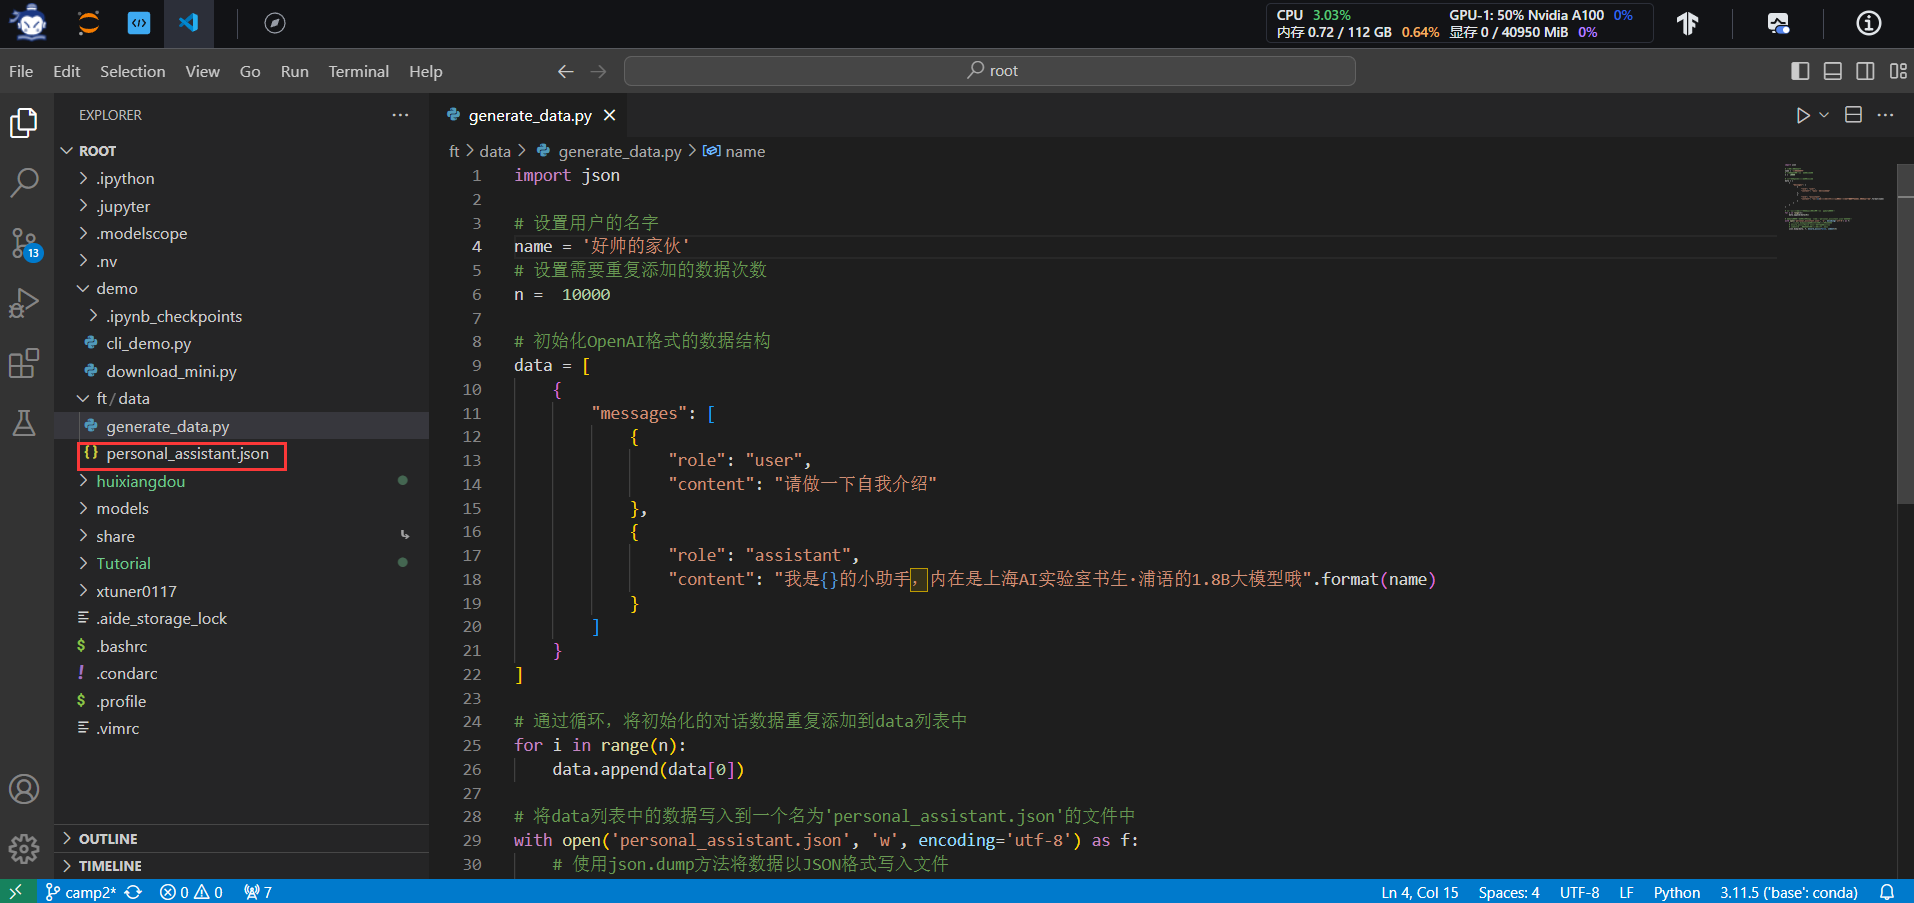 CPU 3.03% GPU-1: 50% Nvidia A100 0%
内存 0.72 / 112 GB 0.64% 显存 0 / 40950 MiB 0%
File Edit Selection View Go Run Terminal Help
root
EXPLORER
ROOT
.ipython
.jupyter
.modelscope
.nv
demo
.ipynb_checkpoints
cli_demo.py
download_mini.py
ft / data
generate_data.py
personal_assistant.json
huixiangdou
models
share
Tutorial
xtuner0117
.aide_storage_lock
.bashrc
.condarc
.profile
.vimrc
OUTLINE
TIMELINE
13
generate_data.py
ft > data > generate_data.py > name
1 import json
2
3 # 设置用户的名字
4 name = '好帅的家伙'
5 # 设置需要重复添加的数据次数
6 n =  10000
7
8 # 初始化OpenAI格式的数据结构
9 data = [
10     {
11         "messages": [
12             {
13                 "role": "user",
14                 "content": "请做一下自我介绍"
15             },
16             {
17                 "role": "assistant",
18                 "content": "我是{}的小助手，内在是上海AI实验室书生·浦语的1.8B大模型哦".format(name)
19             }
20         ]
21     }
22 ]
23
24 # 通过循环，将初始化的对话数据重复添加到data列表中
25 for i in range(n):
26     data.append(data[0])
27
28 # 将data列表中的数据写入到一个名为'personal_assistant.json'的文件中
29 with open('personal_assistant.json', 'w', encoding='utf-8') as f:
30     # 使用json.dump方法将数据以JSON格式写入文件
camp2* 0 0 7 Ln 4, Col 15 Spaces: 4 UTF-8 LF Python 3.11.5 ('base': conda)